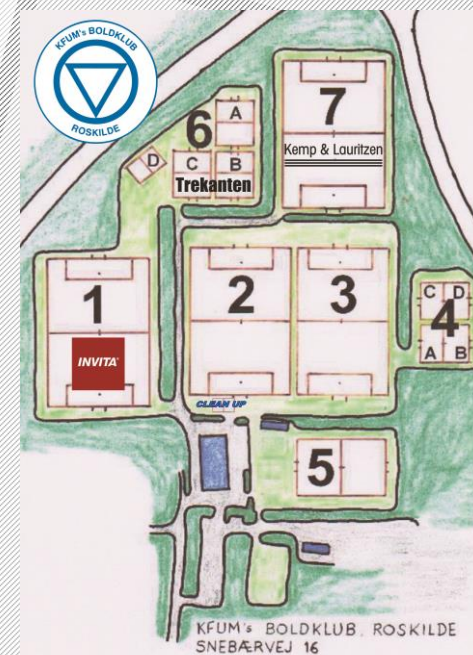 KFUM's BOLDKLUB
ROSKILDE
6
A
D
C
B
Trekanten
7
Kemp & Lauritzen
1
INVITA
2
3
C D
4
A B
CLEAN UP
5
KFUM's BOLDKLUB. ROSKILDE
SNEBÆRVEJ 16